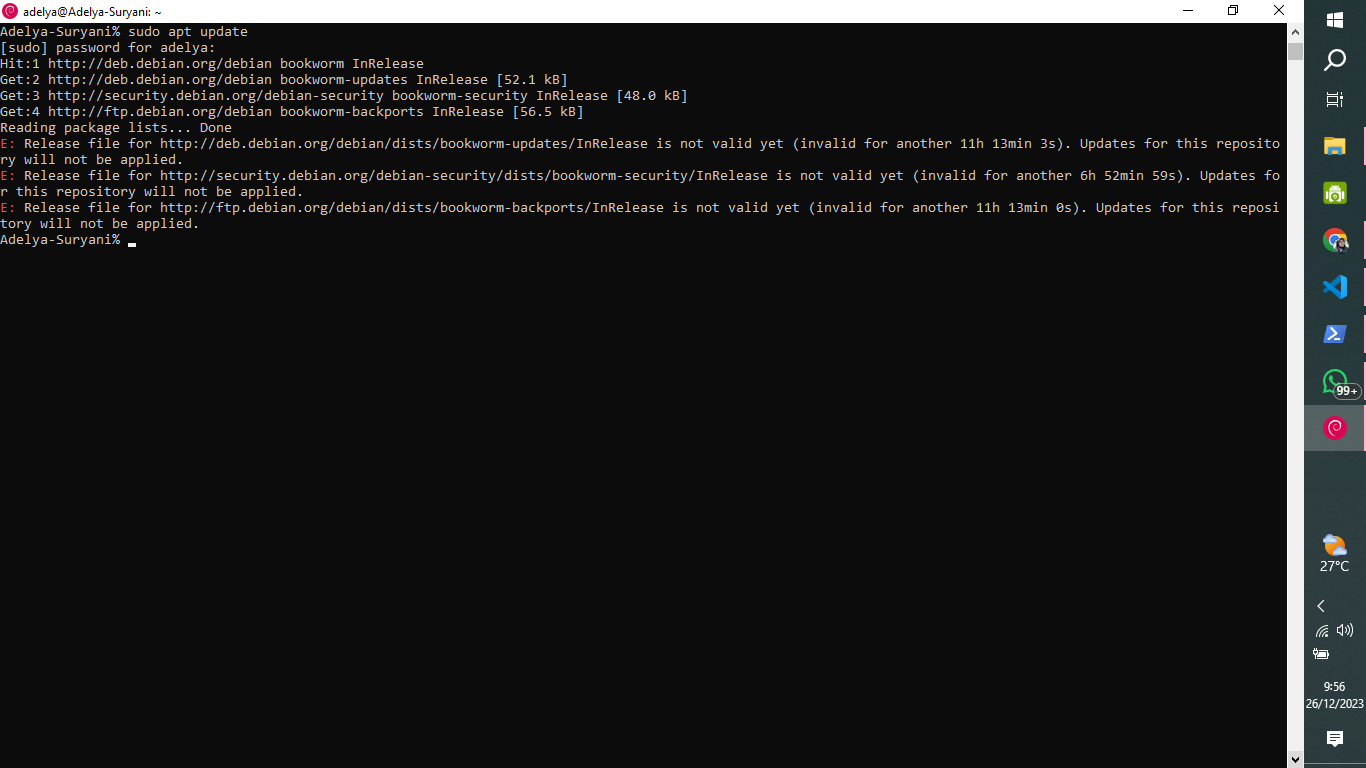 adelya@Adelya-Suryani: ~
Adelya-Suryani% sudo apt update
[sudo] password for adelya:
Hit:1 http://deb.debian.org/debian bookworm InRelease
Get:2 http://deb.debian.org/debian bookworm-updates InRelease [52.1 kB]
Get:3 http://security.debian.org/debian-security bookworm-security InRelease [48.0 kB]
Get:4 http://ftp.debian.org/debian bookworm-backports InRelease [56.5 kB]
Reading package lists... Done
E: Release file for http://deb.debian.org/debian/dists/bookworm-updates/InRelease is not valid yet (invalid for another 11h 13min 3s). Updates for this reposito
ry will not be applied.
E: Release file for http://security.debian.org/debian-security/dists/bookworm-security/InRelease is not valid yet (invalid for another 6h 52min 59s). Updates fo
r this repository will not be applied.
E: Release file for http://ftp.debian.org/debian/dists/bookworm-backports/InRelease is not valid yet (invalid for another 11h 13min 0s). Updates for this reposi
tory will not be applied.
Adelya-Suryani%
99+
27°C
9:56
26/12/2023